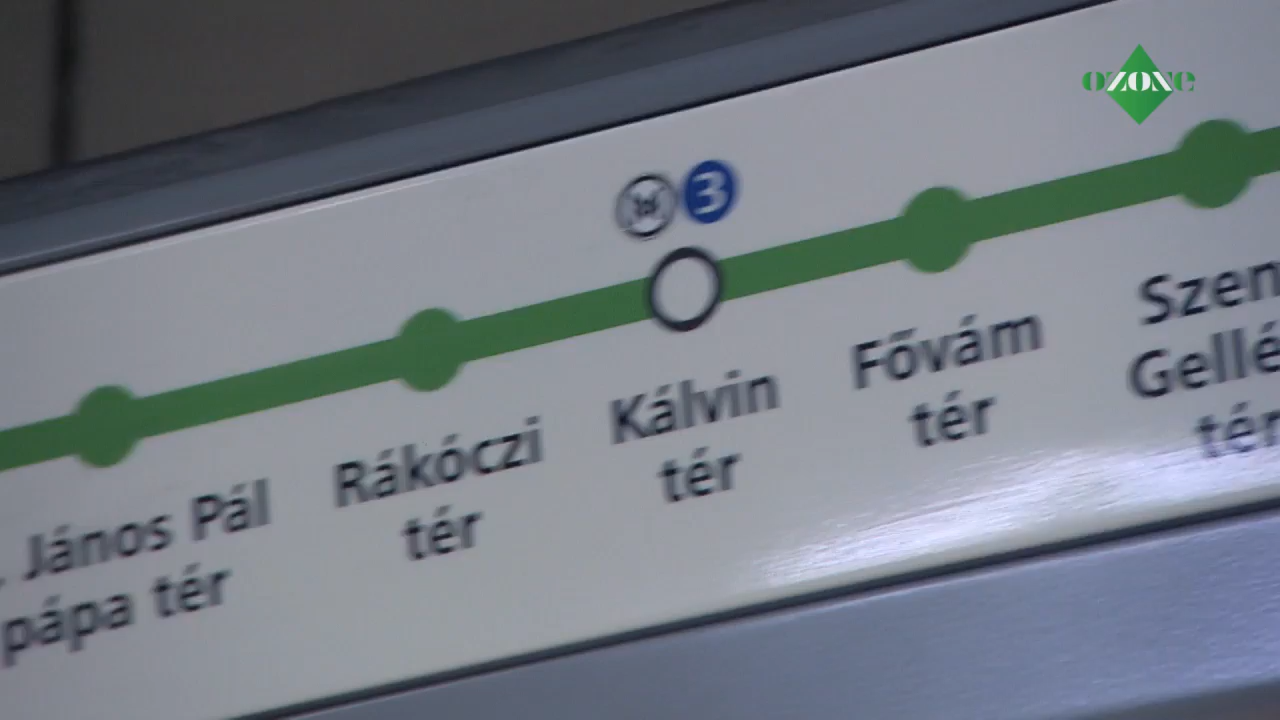 OZONE
3
János Pál
pápa tér
Rákóczi
tér
Kálvin
tér
Fővám
tér
Szen
Gellé
tér